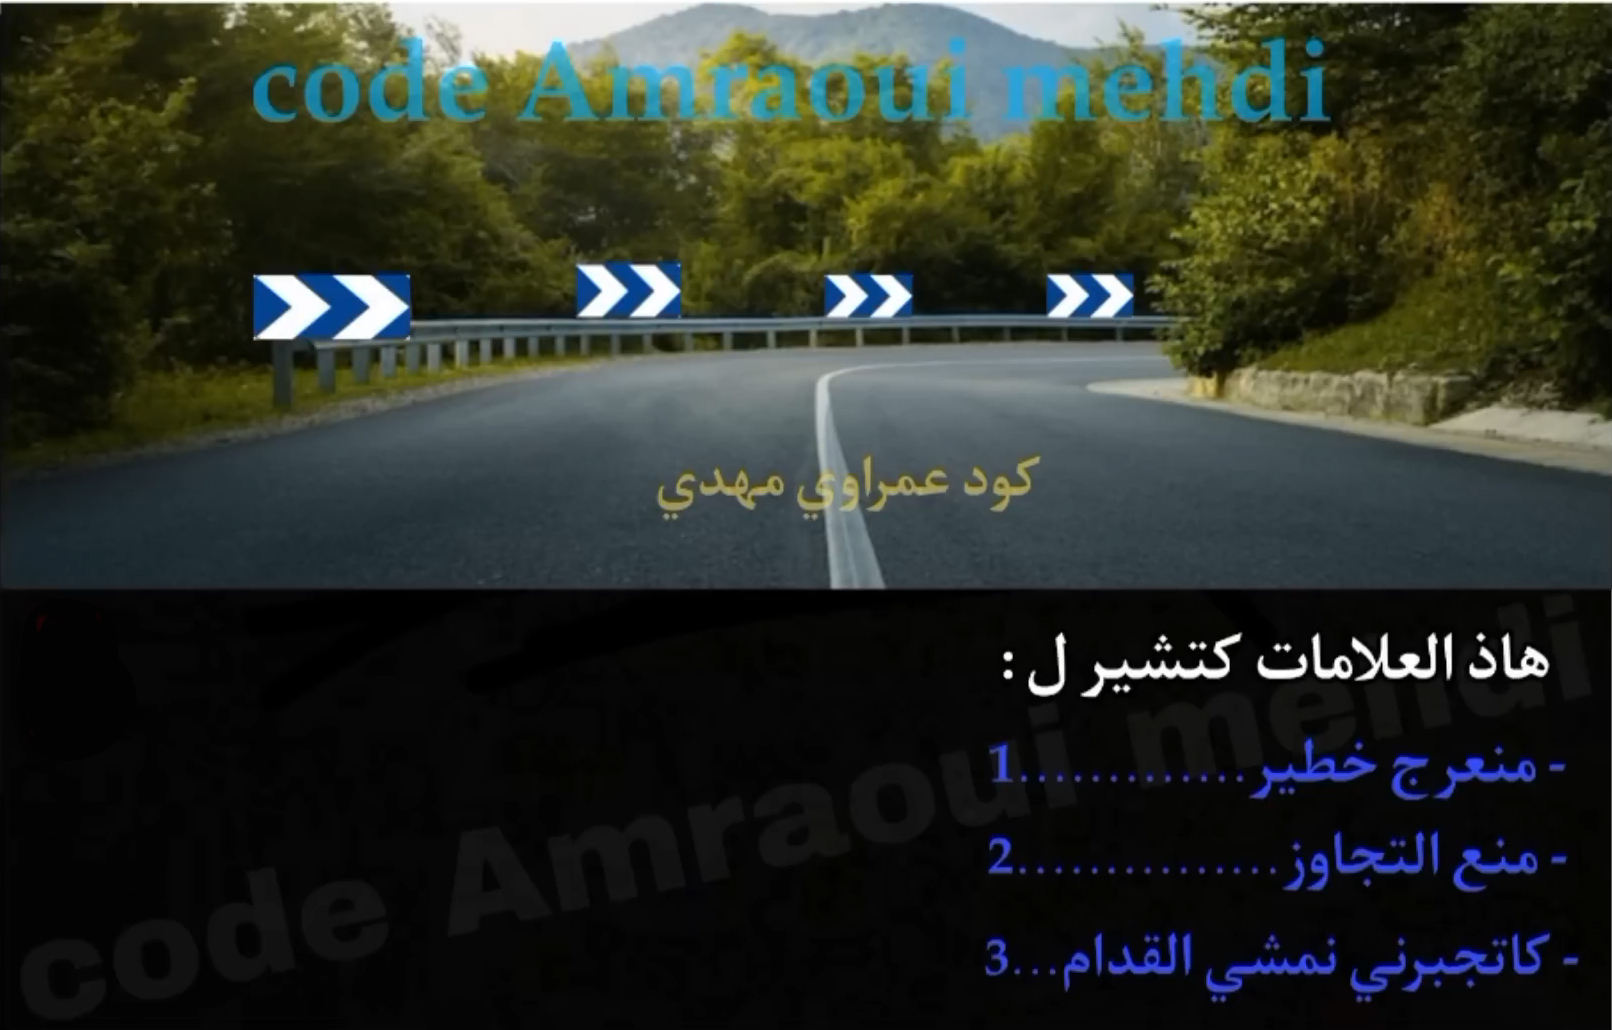 code Amraoui mehdi
كود عمراوي مهدي
هاذ العلامات كتشير ل :
- منعرج خطير.............1
- منع التجاوز...............2
- كاتجبرني نمشي القدام...3
code Amraoui mehdi